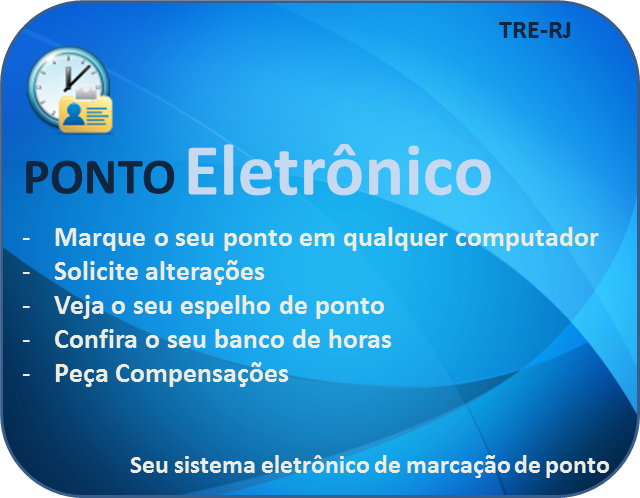 TRE-RJ
PONTO Eletrônico
- Marque o seu ponto em qualquer computador
- Solicite alterações
- Veja o seu espelho de ponto
- Confira o seu banco de horas
- Peça Compensações
Seu sistema eletrônico de marcação de ponto